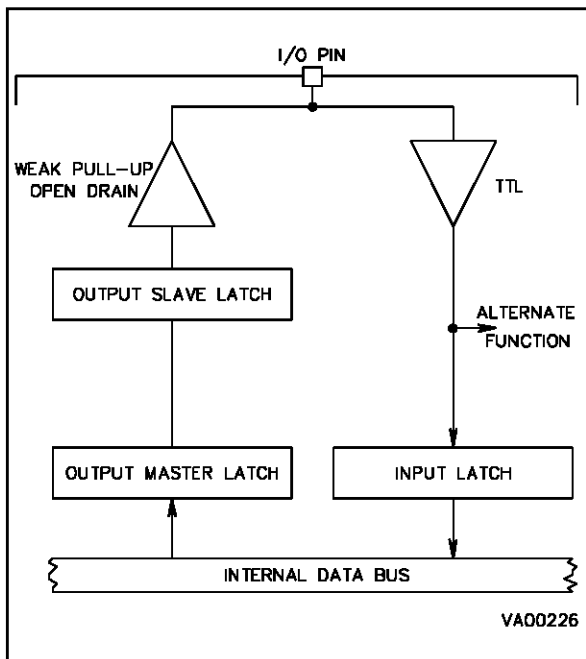 I/O PIN
WEAK PULL-UP
OPEN DRAIN
TTL
OUTPUT SLAVE LATCH
ALTERNATE
FUNCTION
OUTPUT MASTER LATCH
INPUT LATCH
INTERNAL DATA BUS
VA00226